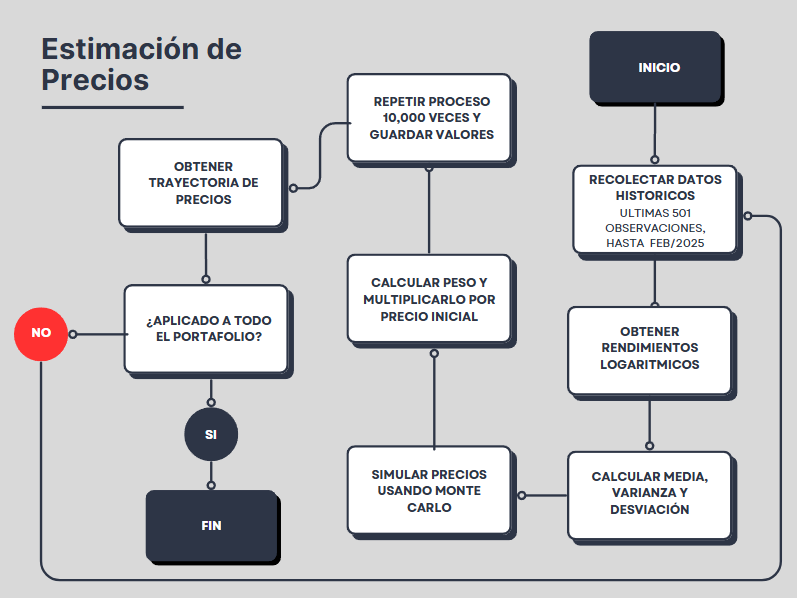 Estimación de
Precios
INICIO
RECOLECTAR DATOS
HISTORICOS
ULTIMAS 501
OBSERVACIONES,
HASTA FEB/2025
OBTENER
RENDIMIENTOS
LOGARITMICOS
CALCULAR MEDIA,
VARIANZA Y
DESVIACIÓN
SIMULAR PRECIOS
USANDO MONTE
CARLO
CALCULAR PESO Y
MULTIPLICARLO POR
PRECIO INICIAL
REPETIR PROCESO
10,000 VECES Y
GUARDAR VALORES
OBTENER
TRAYECTORIA DE
PRECIOS
¿APLICADO A TODO
EL PORTAFOLIO?
NO
SI
FIN